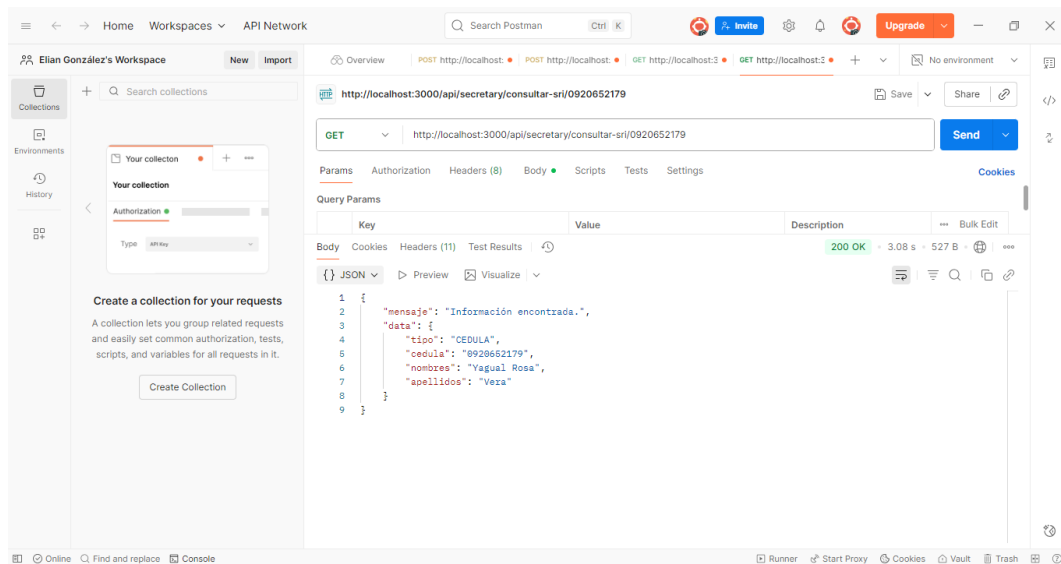 Home Workspaces API Network Search Postman Ctrl K Invite Upgrade
Elian González's Workspace New Import Overview POST http://localhost: POST http://localhost: GET http://localhost:3 GET http://localhost:3 No environment
Collections Search collections HTTP http://localhost:3000/api/secretary/consultar-sri/0920652179 Save Share
Environments
GET http://localhost:3000/api/secretary/consultar-sri/0920652179 Send
History
Your collecton
Your collection
Authorization
Type API Key
Params Authorization Headers (8) Body Scripts Tests Settings Cookies
Query Params
Key Value Description Bulk Edit
Body Cookies Headers (11) Test Results 200 OK 3.08 s 527 B
{} JSON Preview Visualize
Create a collection for your requests
A collection lets you group related requests
and easily set common authorization, tests,
scripts, and variables for all requests in it.
Create Collection
1 {
2 "mensaje": "Información encontrada.",
3 "data": {
4 "tipo": "CEDULA",
5 "cedula": "0920652179",
6 "nombres": "Yagual Rosa",
7 "apellidos": "Vera"
8 }
9 }
Online Find and replace Console Runner Start Proxy Cookies Vault Trash